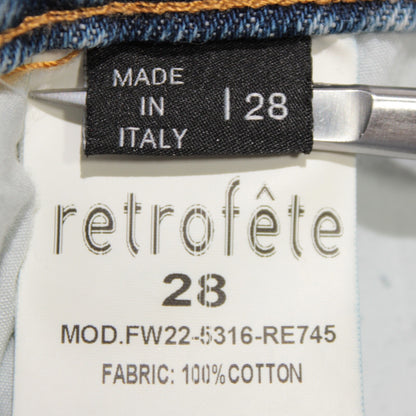 MADE
IN
ITALY
| 28
retrofête
28
MOD.FW22-5316-RE745
FABRIC: 100%COTTON